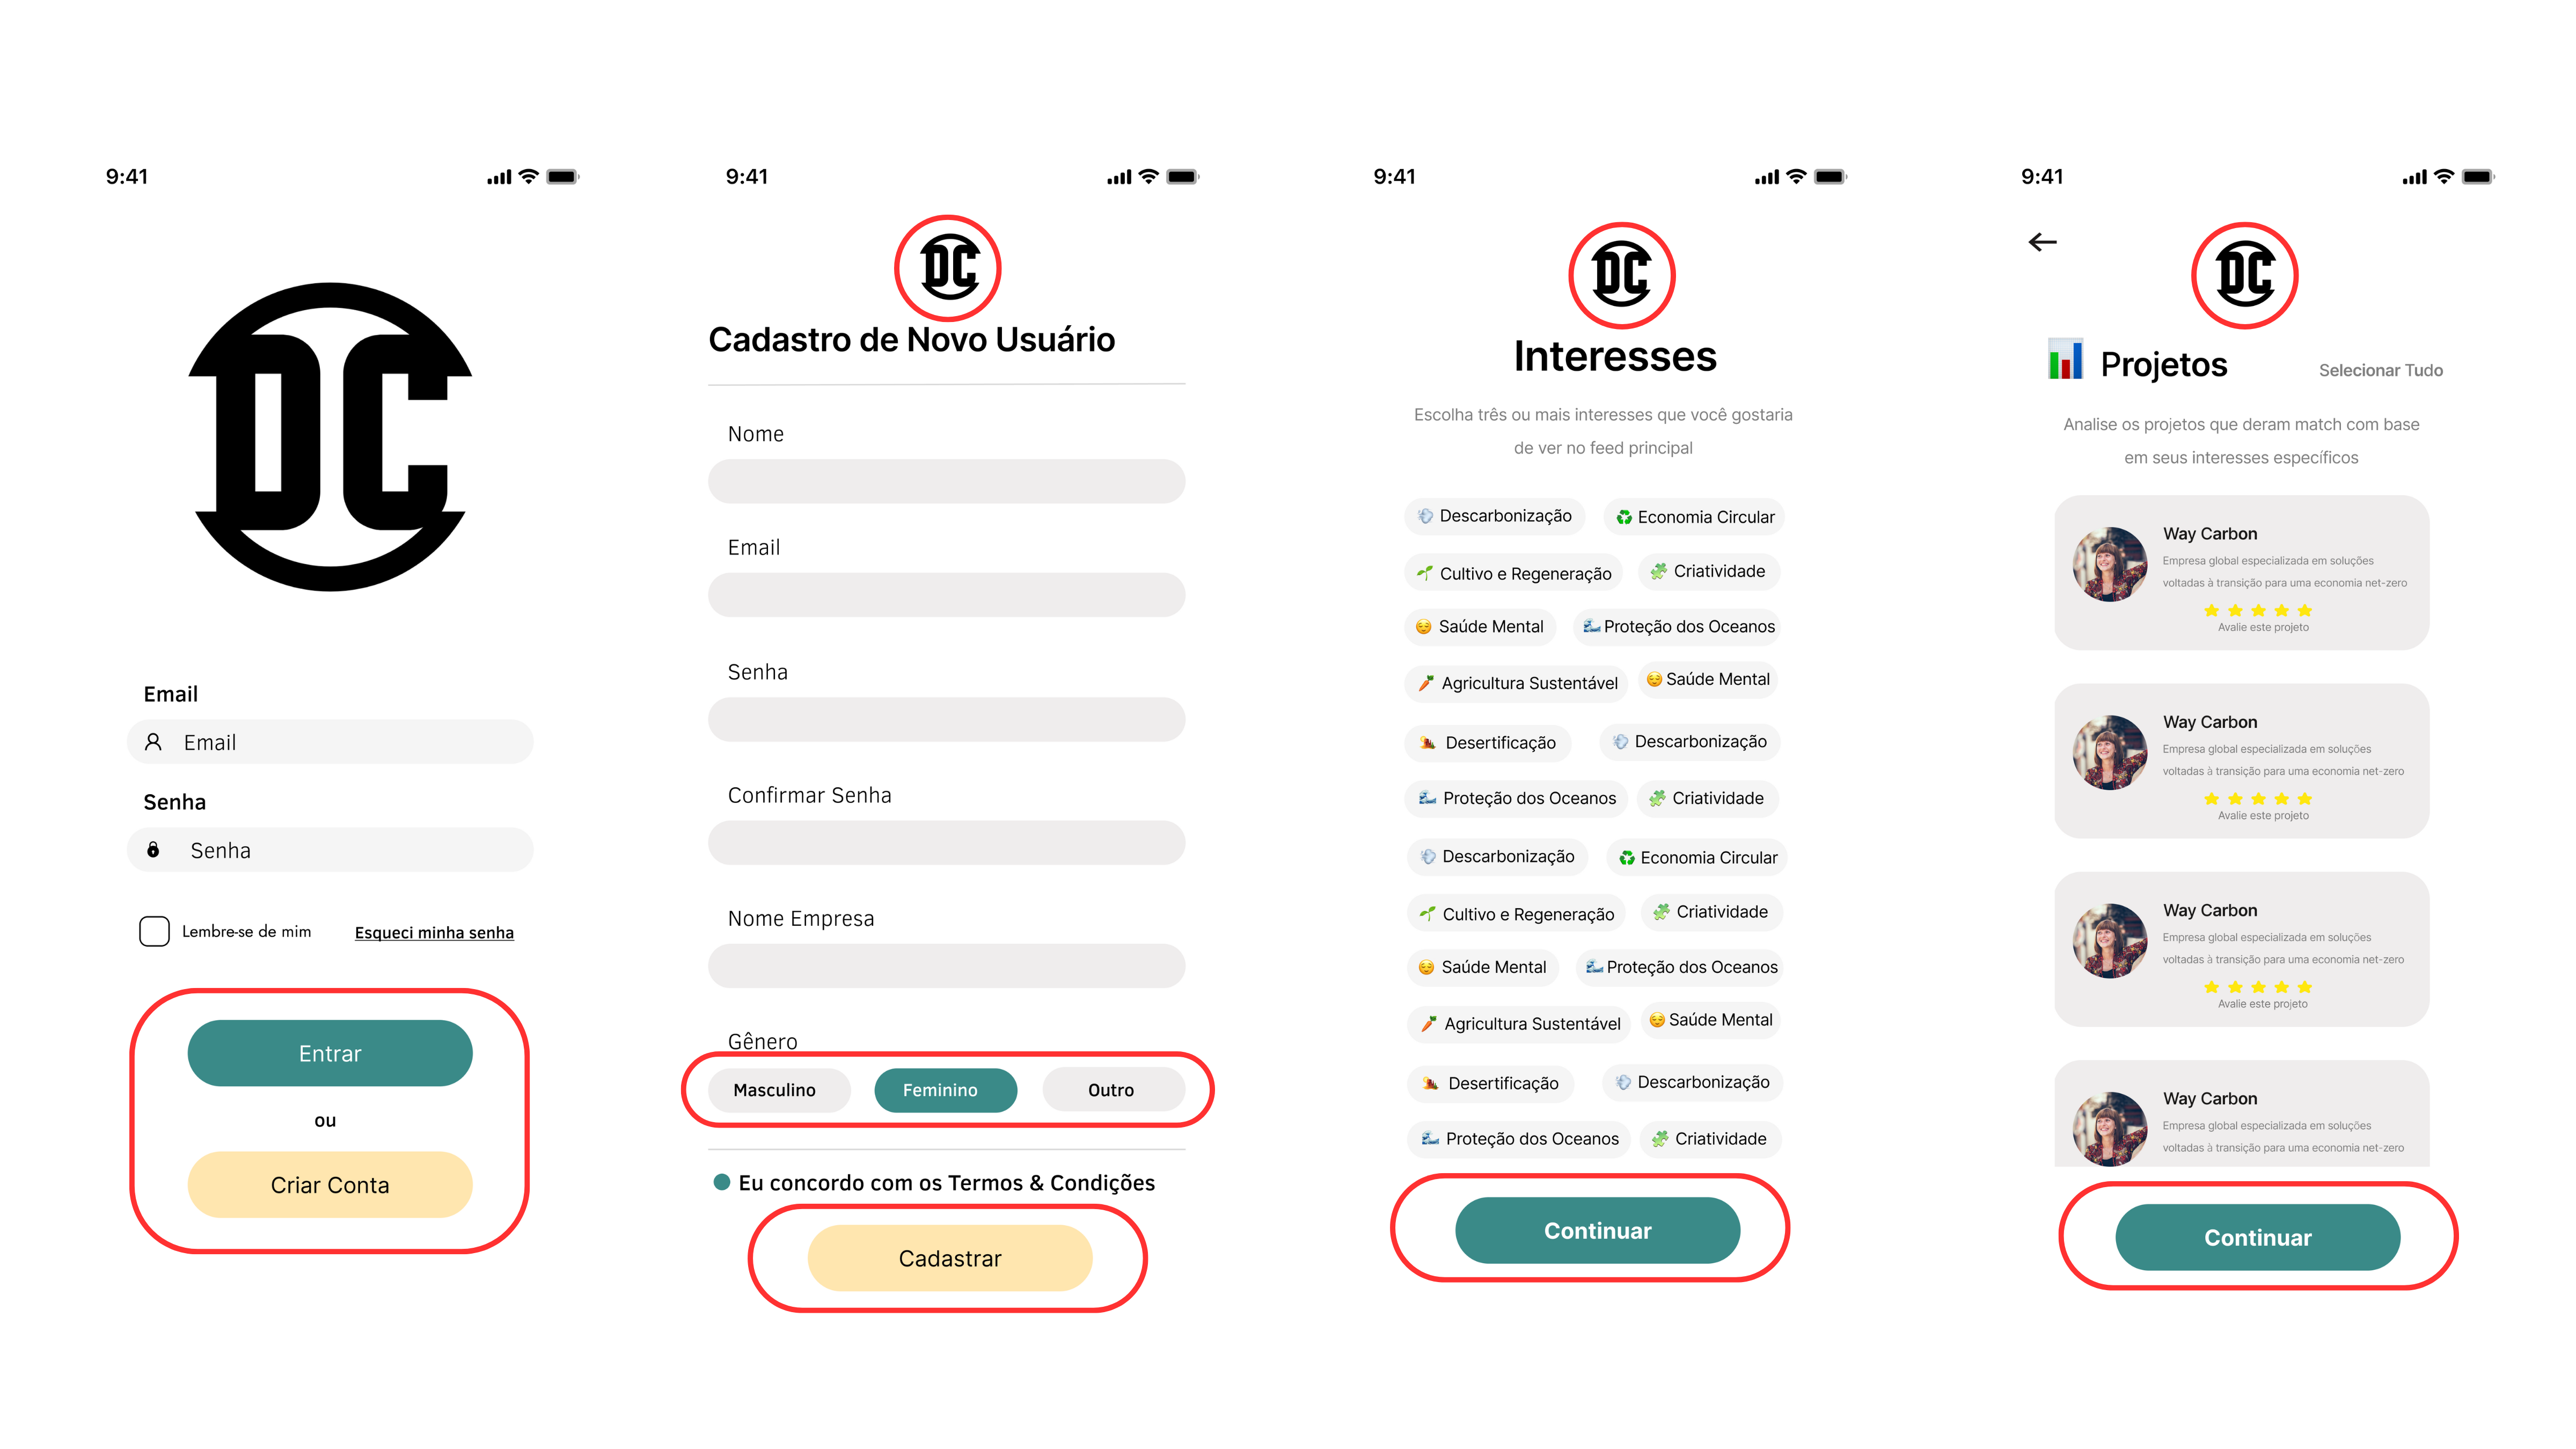 9:41
DC
Email
Email
Senha
Senha
Lembre-se de mim Esqueci minha senha
Entrar
ou
Criar Conta
9:41
DC
Cadastro de Novo Usuário
Nome
Email
Senha
Confirmar Senha
Nome Empresa
Gênero
Masculino Feminino Outro
Eu concordo com os Termos & Condições
Cadastrar
9:41
DC
Interesses
Escolha três ou mais interesses que você gostaria
de ver no feed principal
Descarbonização Economia Circular
Cultivo e Regeneração Criatividade
Saúde Mental Proteção dos Oceanos
Agricultura Sustentável Saúde Mental
Desertificação Descarbonização
Proteção dos Oceanos Criatividade
Descarbonização Economia Circular
Cultivo e Regeneração Criatividade
Saúde Mental Proteção dos Oceanos
Agricultura Sustentável Saúde Mental
Desertificação Descarbonização
Proteção dos Oceanos Criatividade
Continuar
9:41
DC
Projetos Selecionar Tudo
Analise os projetos que deram match com base
em seus interesses específicos
Way Carbon
Empresa global especializada em soluções
voltadas à transição para uma economia net-zero
Avalie este projeto
Way Carbon
Empresa global especializada em soluções
voltadas à transição para uma economia net-zero
Avalie este projeto
Way Carbon
Empresa global especializada em soluções
voltadas à transição para uma economia net-zero
Avalie este projeto
Way Carbon
Empresa global especializada em soluções
voltadas à transição para uma economia net-zero
Continuar